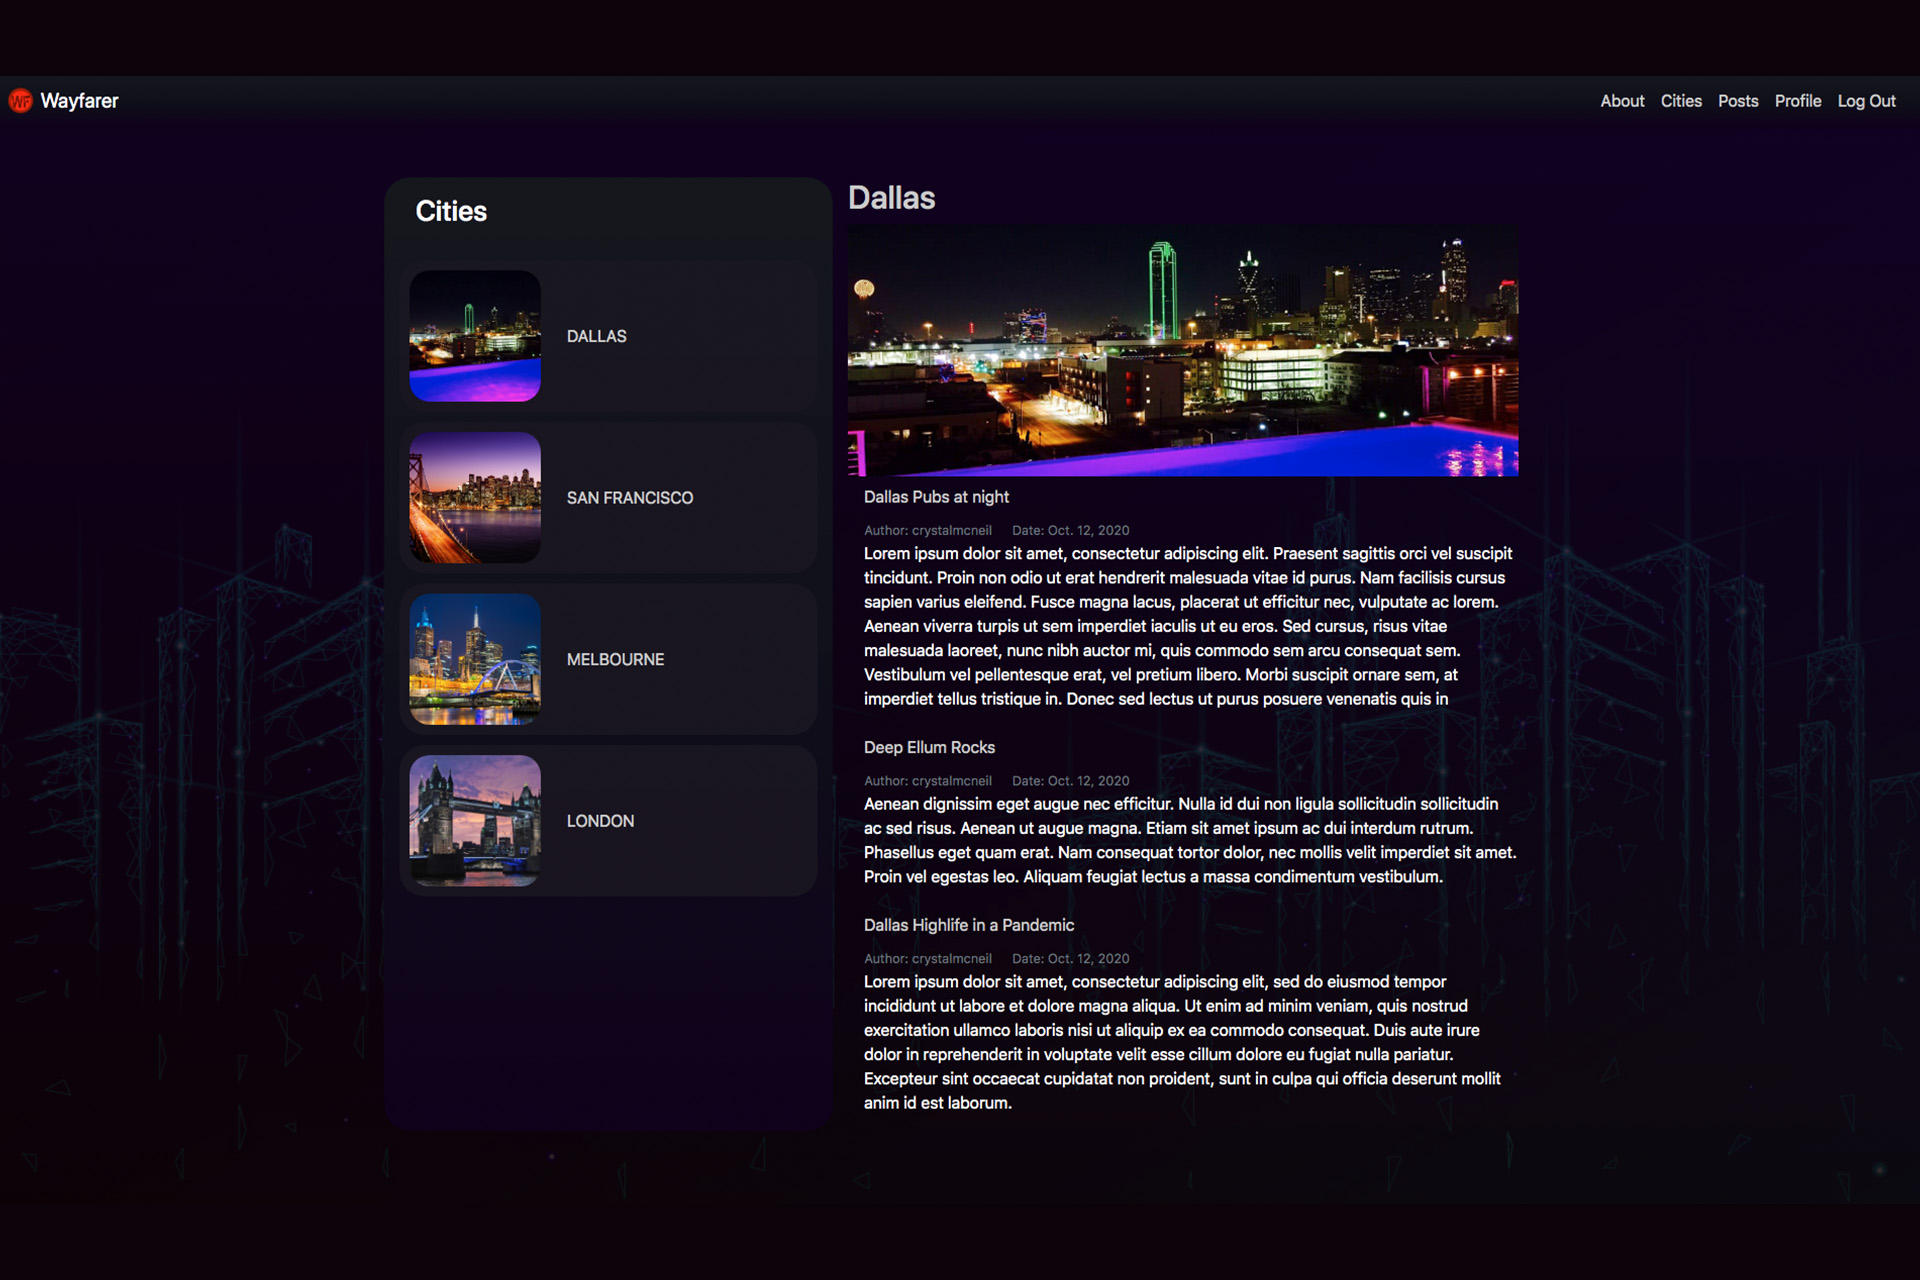 WF Wayfarer
About Cities Posts Profile Log Out
Cities
DALLAS
SAN FRANCISCO
MELBOURNE
LONDON
Dallas
Dallas Pubs at night
Author: crystalmcneil Date: Oct. 12, 2020
Lorem ipsum dolor sit amet, consectetur adipiscing elit. Praesent sagittis orci vel suscipit
tincidunt. Proin non odio ut erat hendrerit malesuada vitae id purus. Nam facilisis cursus
sapien varius eleifend. Fusce magna lacus, placerat ut efficitur nec, vulputate ac lorem.
Aenean viverra turpis ut sem imperdiet iaculis ut eu eros. Sed cursus, risus vitae
malesuada laoreet, nunc nibh auctor mi, quis commodo sem arcu consequat sem.
Vestibulum vel pellentesque erat, vel pretium libero. Morbi suscipit ornare sem, at
imperdiet tellus tristique in. Donec sed lectus ut purus posuere venenatis quis in
Deep Ellum Rocks
Author: crystalmcneil Date: Oct. 12, 2020
Aenean dignissim eget augue nec efficitur. Nulla id dui non ligula sollicitudin sollicitudin
ac sed risus. Aenean ut augue magna. Etiam sit amet ipsum ac dui interdum rutrum.
Phasellus eget quam erat. Nam consequat tortor dolor, nec mollis velit imperdiet sit amet.
Proin vel egestas leo. Aliquam feugiat lectus a massa condimentum vestibulum.
Dallas Highlife in a Pandemic
Author: crystalmcneil Date: Oct. 12, 2020
Lorem ipsum dolor sit amet, consectetur adipiscing elit, sed do eiusmod tempor
incididunt ut labore et dolore magna aliqua. Ut enim ad minim veniam, quis nostrud
exercitation ullamco laboris nisi ut aliquip ex ea commodo consequat. Duis aute irure
dolor in reprehenderit in voluptate velit esse cillum dolore eu fugiat nulla pariatur.
Excepteur sint occaecat cupidatat non proident, sunt in culpa qui officia deserunt mollit
anim id est laborum.